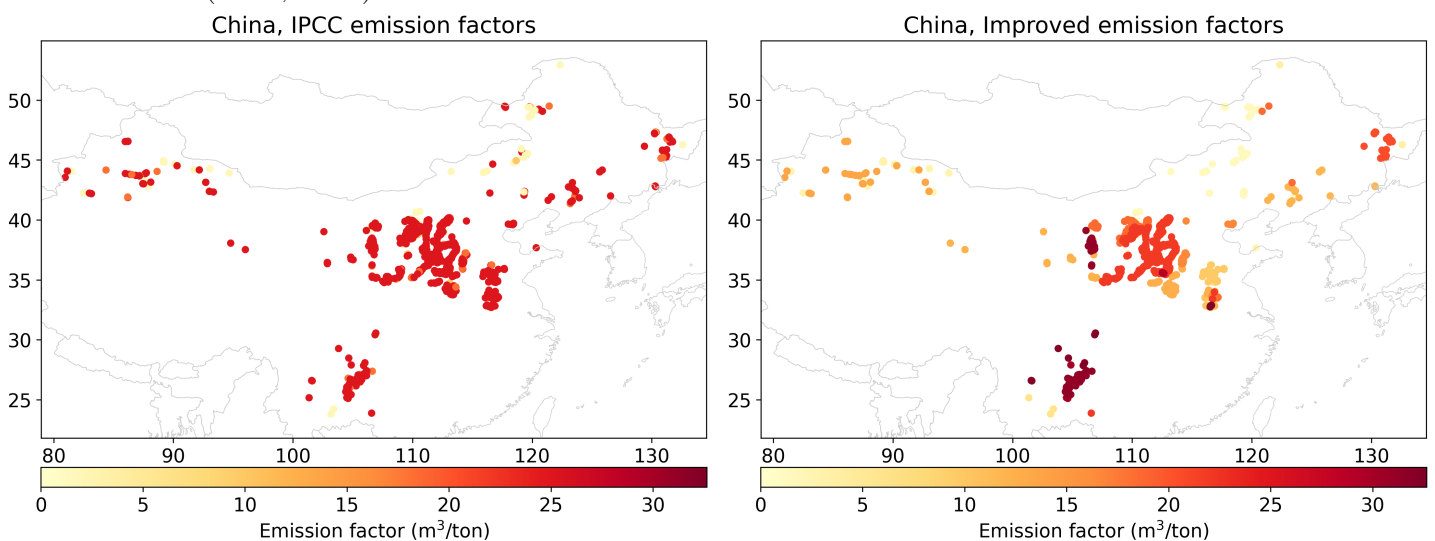 China, IPCC emission factors
50
45
40
35
30
25
80 90 100 110 120 130
0 5 10 15 20 25 30
Emission factor (m³/ton)
China, Improved emission factors
50
45
40
35
30
25
80 90 100 110 120 130
0 5 10 15 20 25 30
Emission factor (m³/ton)